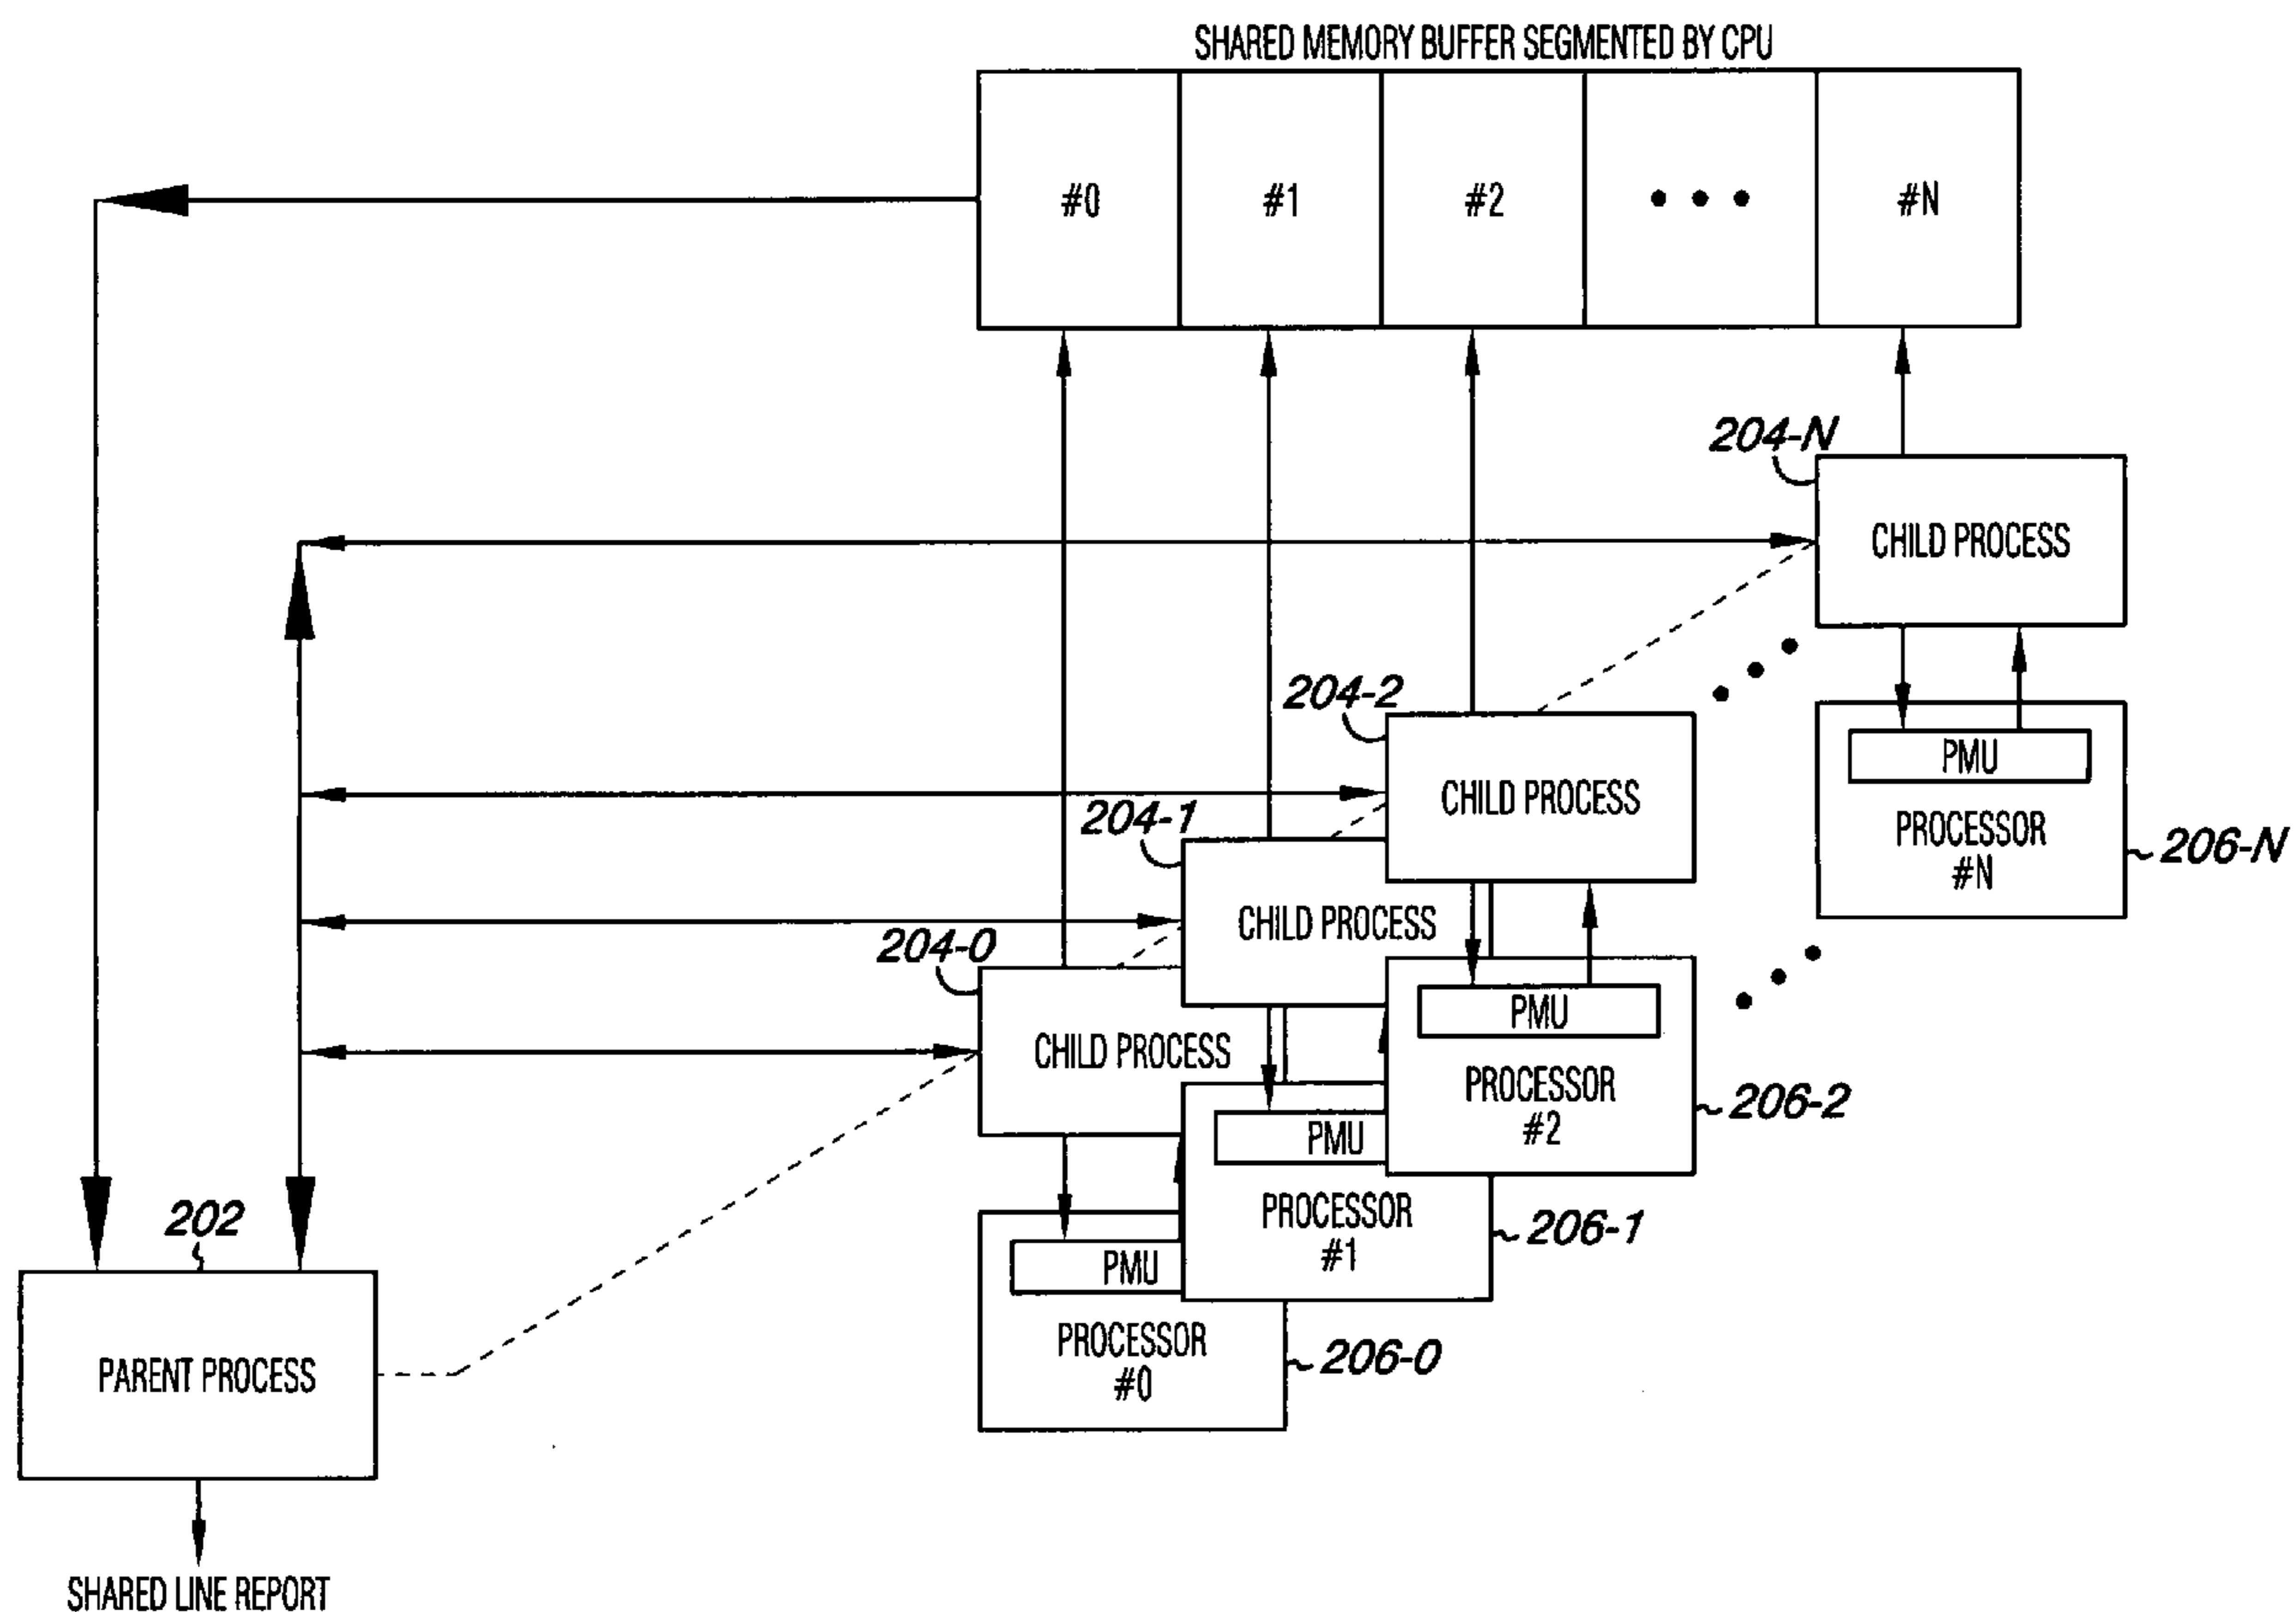 SHARED MEMORY BUFFER SEGMENTED BY CPU
#0 #1 #2 #N
204-N
CHILD PROCESS
204-2
PMU
CHILD PROCESS
204-1
PROCESSOR
#N
206-N
CHILD PROCESS
204-0
PMU
CHILD PROCESS
PROCESSOR
#2
206-2
PMU
202
PROCESSOR
#1
206-1
PMU
PROCESSOR
#0
206-0
PARENT PROCESS
SHARED LINE REPORT